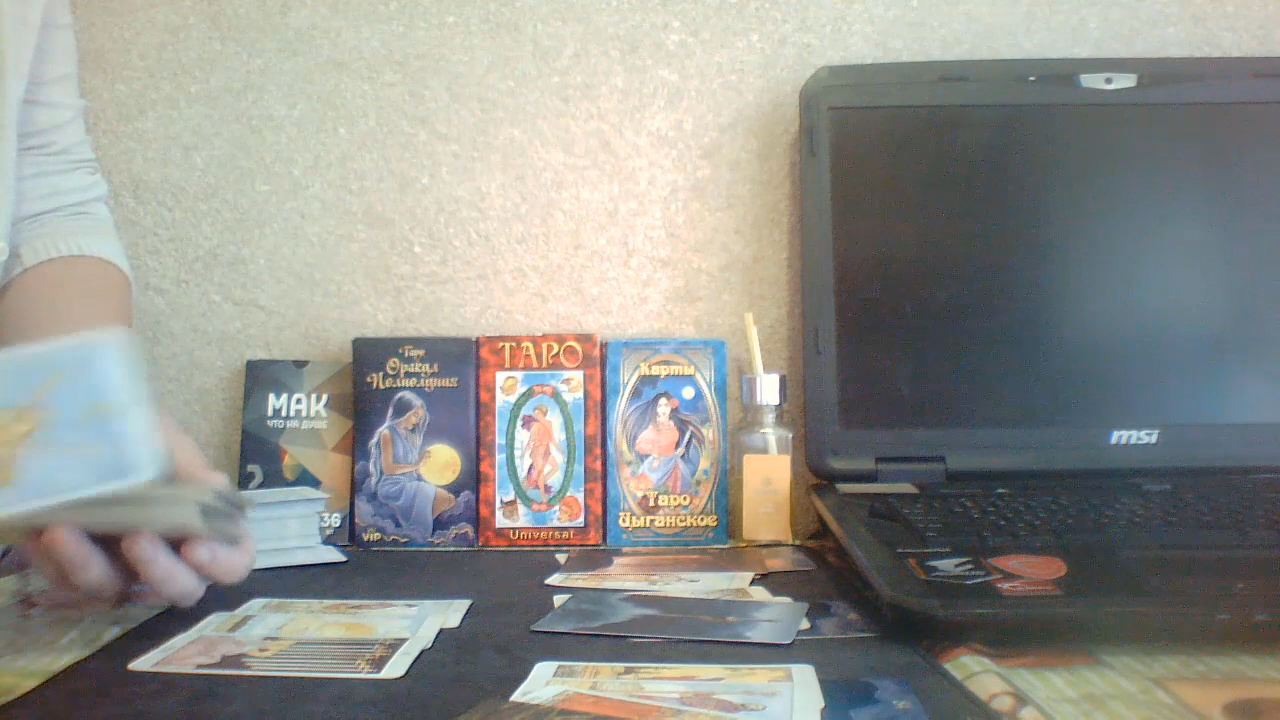 МАК
ЧТО НА ДУШЕ
36
Таро
Оракул
Полнолуния
VIP
ТАРО
Universal
Карты
Таро
Цыганское
msi